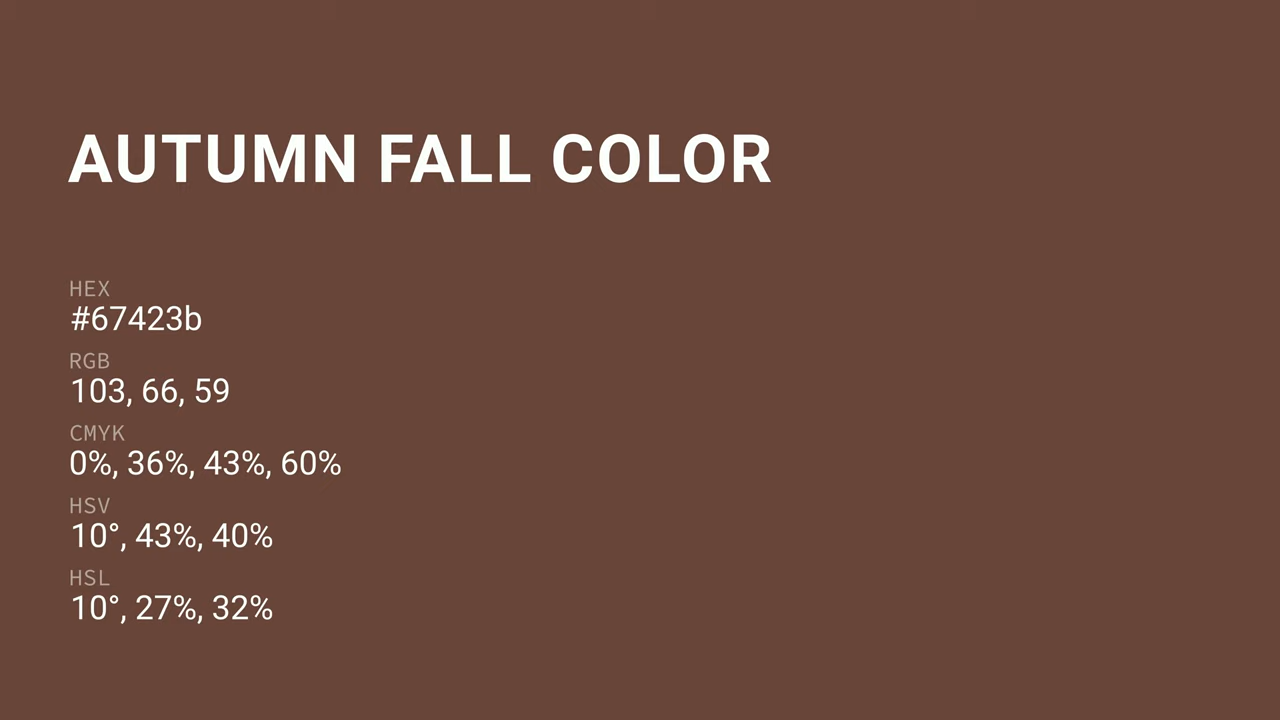 AUTUMN FALL COLOR
HEX
#67423b
RGB
103, 66, 59
CMYK
0%, 36%, 43%, 60%
HSV
10°, 43%, 40%
HSL
10°, 27%, 32%